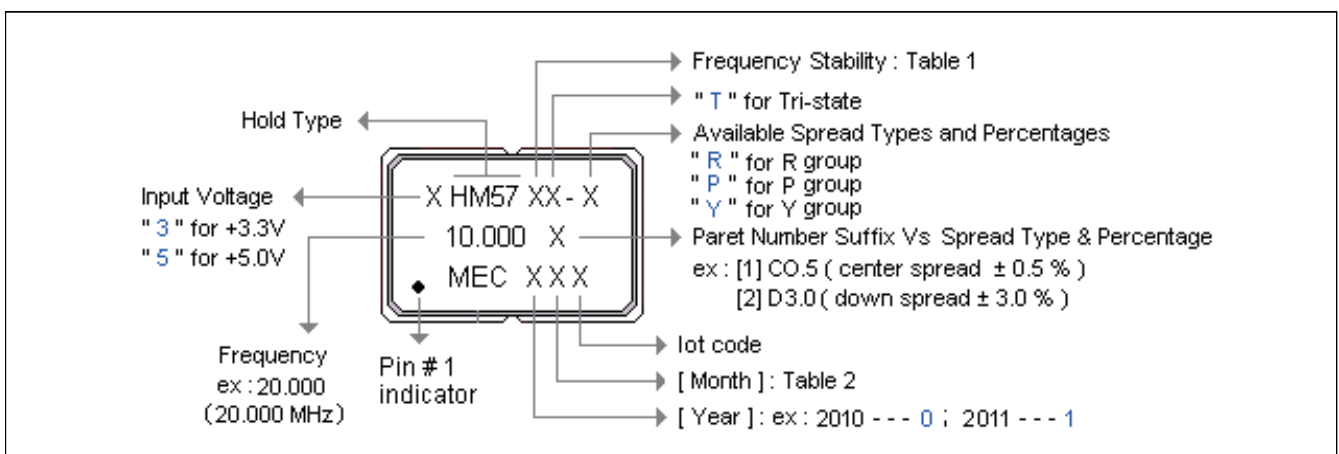 Frequency Stability : Table 1
" T " for Tri-state
Hold Type
Available Spread Types and Percentages
" R " for R group
" P " for P group
" Y " for Y group
Input Voltage
" 3 " for +3.3V
" 5 " for +5.0V
X HM57 XX - X
10.000 X
MEC XXX
Paret Number Suffix Vs Spread Type & Percentage
ex : [1] CO.5 ( center spread ± 0.5 % )
[2] D3.0 ( down spread ± 3.0 % )
Frequency
ex : 20.000
(20.000 MHz)
Pin # 1
indicator
lot code
[ Month ] : Table 2
[ Year ] : ex : 2010 - - - 0 ; 2011 - - - 1